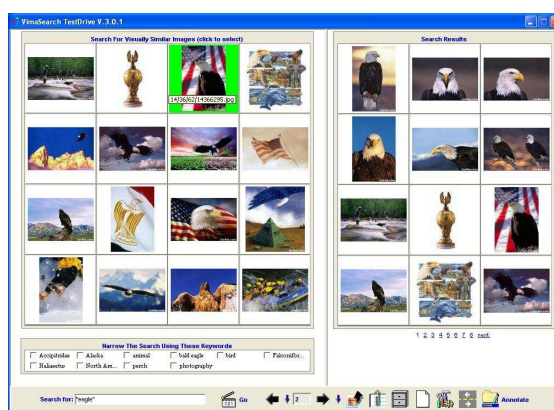 VimaSearch TestDrive V.3.0.1
Search For Visually Similar Images (click to select)
14/36/62/14366295.jpg
Search Results
1 2 3 4 5 6 7 8 next
Narrow The Search Using These Keywords
Accipitridae Alaska animal bald eagle bird Falconifo...
Haliaeetus North Am... perch photography
Search for: "eagle" Go 2 Annotate